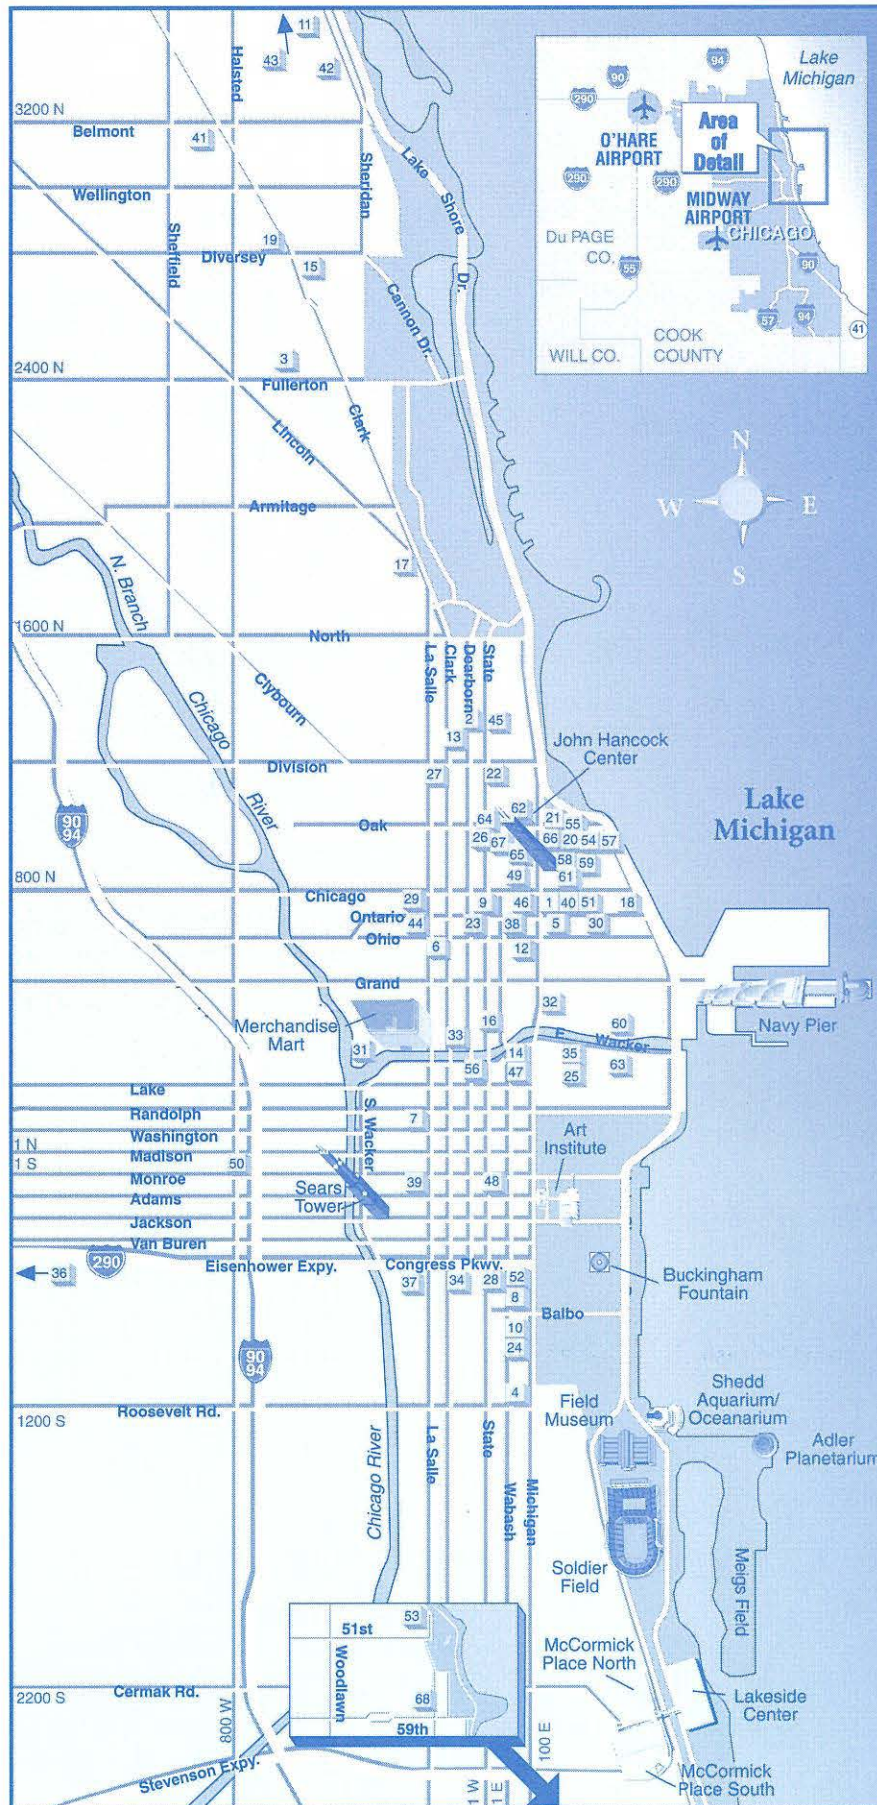 11
Halsted
43
42
3200 N
Belmont
41
Sheridan
Lake Shore Dr.
Wellington
Sheffield
19
Diversey
15
Cannon Dr.
3
2400 N
Fullerton
Clark
Lincoln
Armitage
17
N. Branch
1600 N
North
Chicago
River
Clybourn
La Salle
Clark
Dearborn
State
2
45
13
John Hancock
Center
Division
27
22
90
94
Oak
62
64
21
55
26
67
66
20
54
57
65
58
59
49
61
Lake
Michigan
800 N
Chicago
29
9
46
1
40
51
18
Ontario
44
23
38
5
30
Ohio
6
12
Grand
32
Navy Pier
Merchandise
Mart
16
60
E. Wacker
31
33
14
35
56
47
25
63
Lake
Randolph
7
S. Wacker
Washington
1 N
1 S
Madison
50
Art
Institute
Monroe
39
48
Sears
Tower
Adams
Jackson
Van Buren
290
Eisenhower Expy.
Congress Pkwy.
36
37
34
28
52
8
Buckingham
Fountain
Balbo
10
24
90
94
4
Roosevelt Rd.
1200 S
Field
Museum
Shedd
Aquarium/
Oceanarium
Adler
Planetarium
Chicago River
La Salle
State
Wabash
Michigan
Soldier
Field
Meigs Field
53
51st
Woodlawn
68
59th
McCormick
Place North
2200 S
Cermak Rd.
800 W
Lakeside
Center
Stevenson Expy.
100 E
1 W
1 E
McCormick
Place South
Lake
Michigan
94
90
290
O'HARE
AIRPORT
Area
of
Detail
290
290
MIDWAY
AIRPORT
CHICAGO
Du PAGE
CO.
55
90
57
94
41
WILL CO.
COOK
COUNTY
N
W
E
S